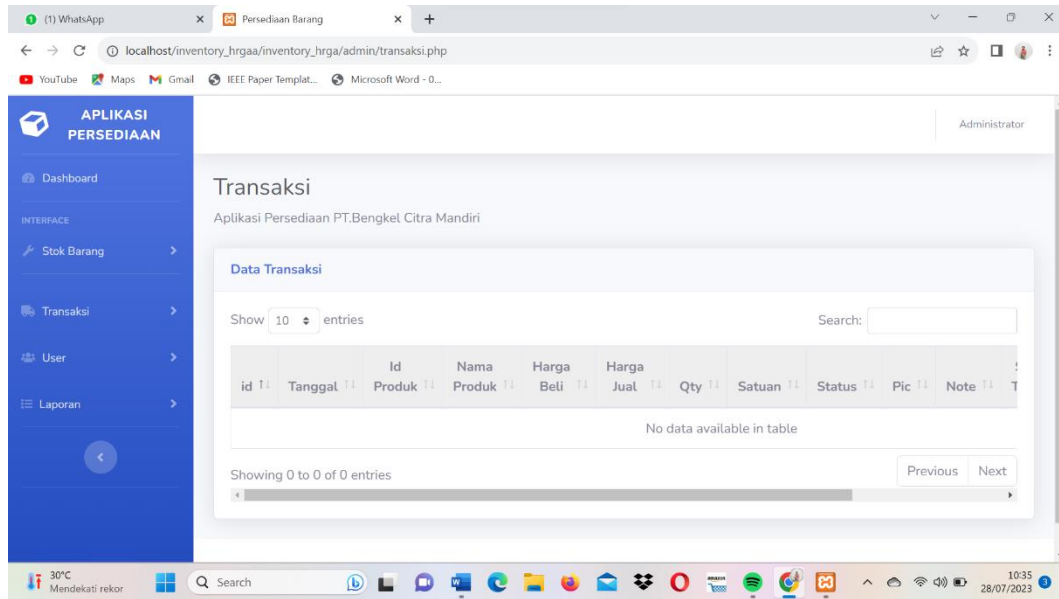 (1) WhatsApp
Persediaan Barang
localhost/inventory_hrgaa/inventory_hrga/admin/transaksi.php
YouTube Maps Gmail IEEE Paper Templat... Microsoft Word - 0...
APLIKASI
PERSEDIAAN
Administrator
Dashboard
INTERFACE
Stok Barang
Transaksi
User
Laporan
Transaksi
Aplikasi Persediaan PT.Bengkel Citra Mandiri
Data Transaksi
Show 10 entries
Search:
id Tanggal Id Produk Nama Produk Harga Beli Harga Jual Qty Satuan Status Pic Note
No data available in table
Showing 0 to 0 of 0 entries
Previous Next
30°C
Mendekati rekor
Search
10:35
28/07/2023
3